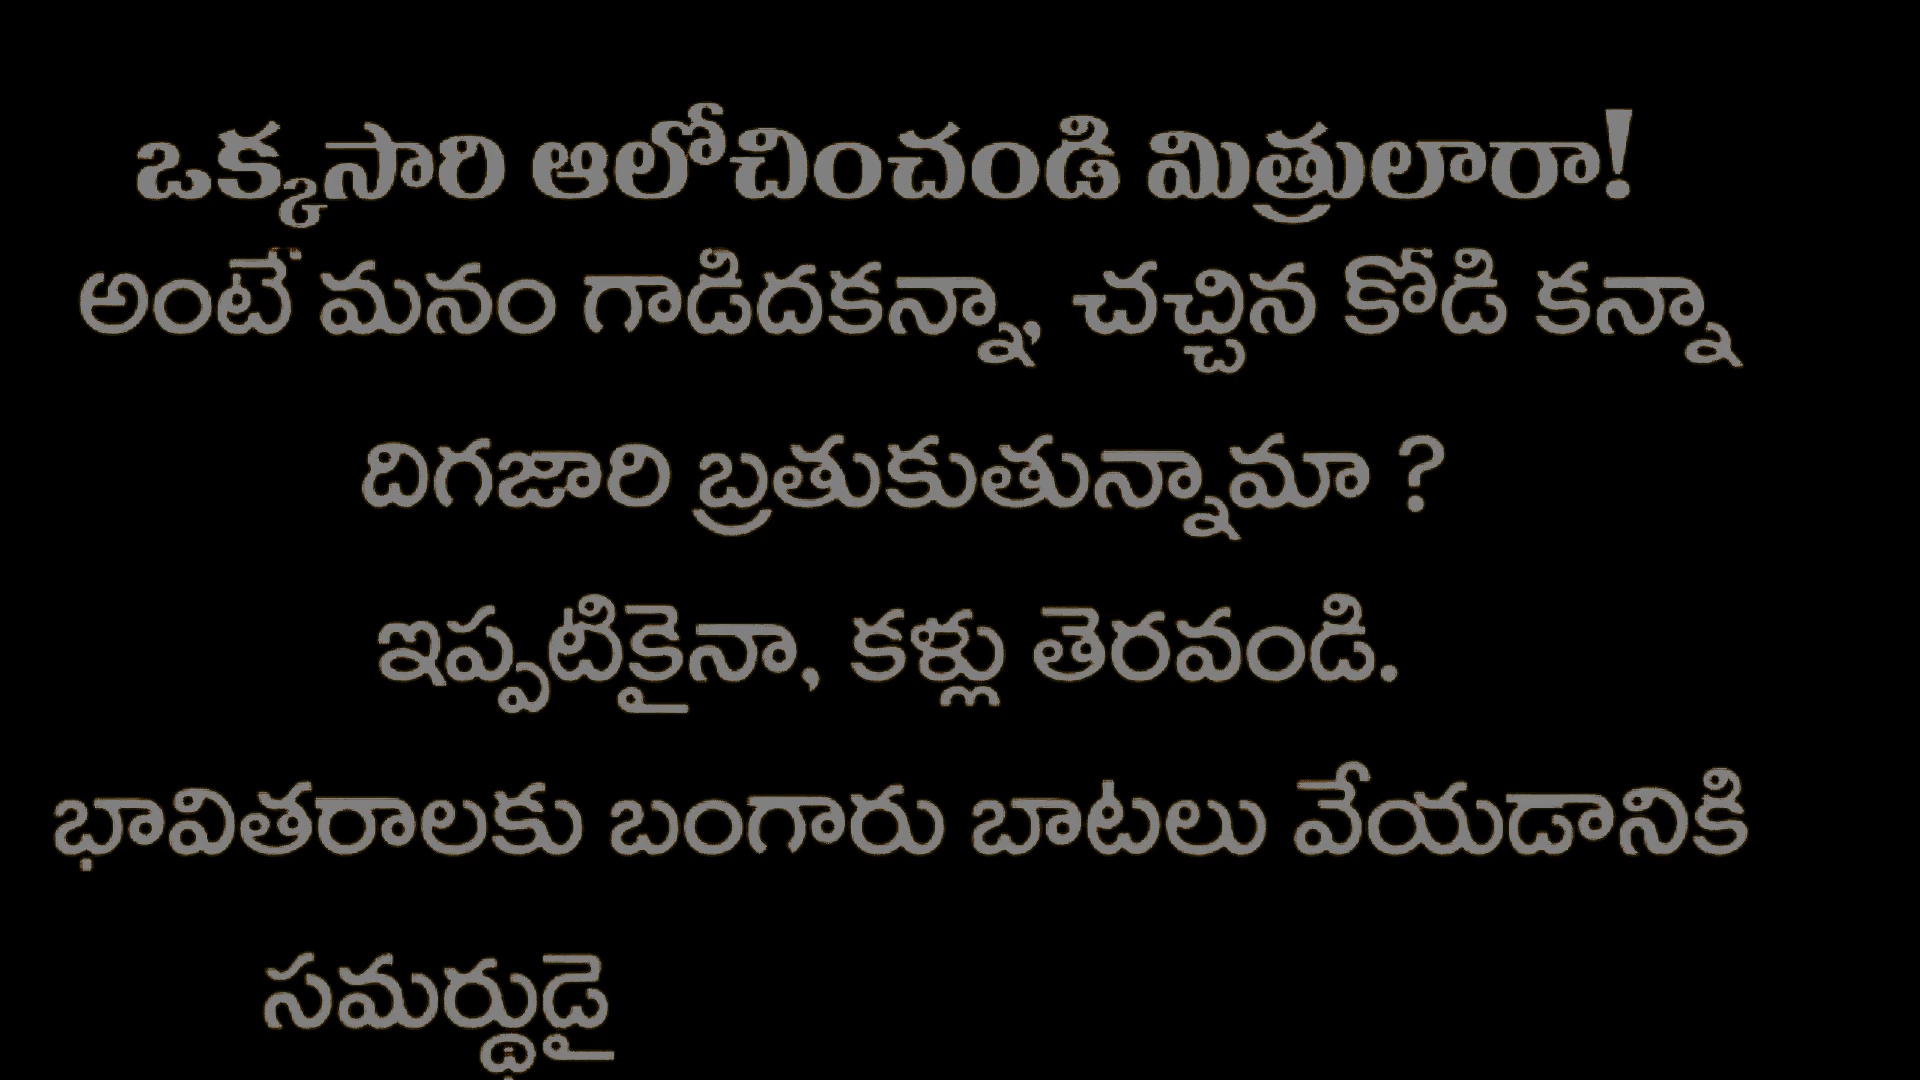 ఒక్కసారి ఆలోచించండి మిత్రులారా!
అంటే మనం గాడిదకన్నా, చచ్చిన కోడి కన్నా
దిగజారి బ్రతుకుతున్నామా ?
ఇప్పటికైనా, కళ్లు తెరవండి.
భావితరాలకు బంగారు బాటలు వేయడానికి
సమర్థుడై